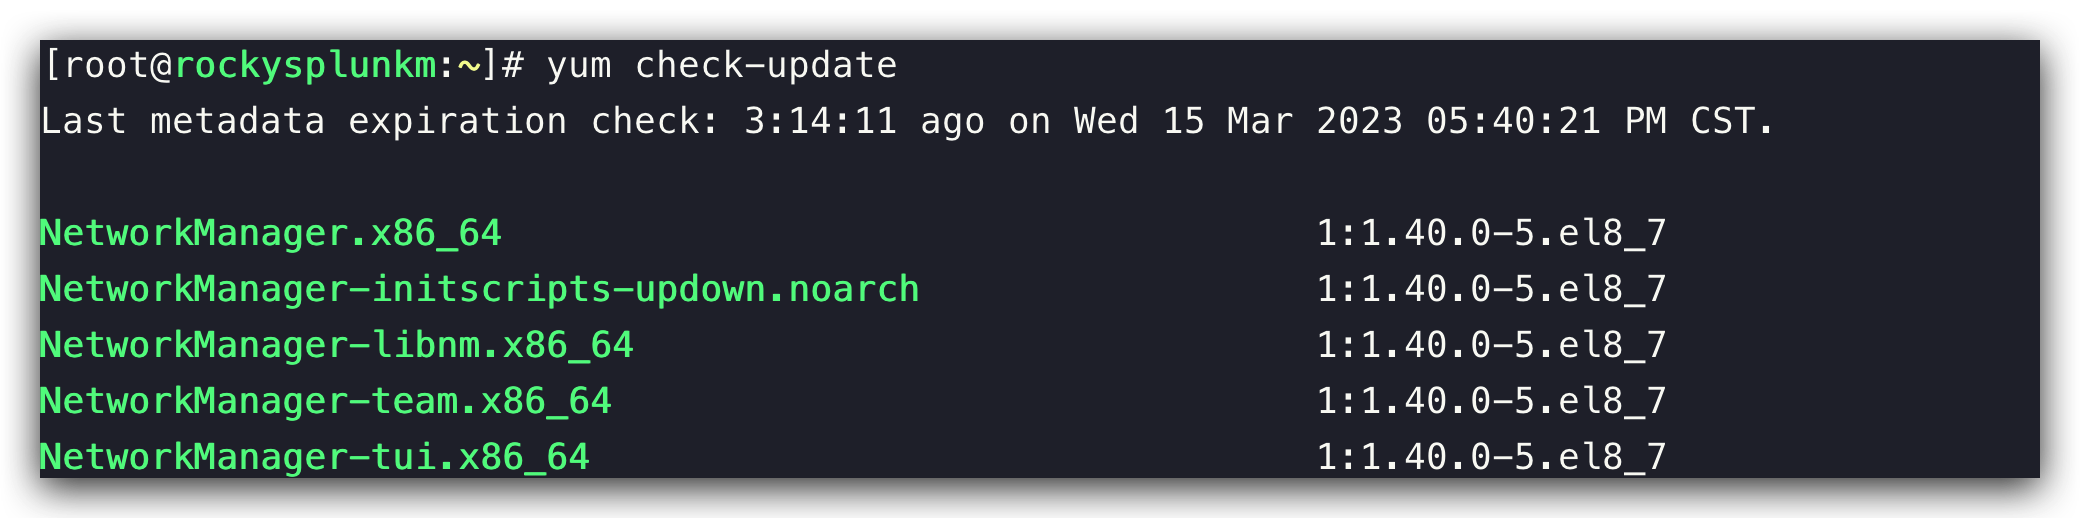 [root@rockysplunkm:~]# yum check-update
Last metadata expiration check: 3:14:11 ago on Wed 15 Mar 2023 05:40:21 PM CST.
NetworkManager.x86_64 1:1.40.0-5.el8_7
NetworkManager-initscripts-updown.noarch 1:1.40.0-5.el8_7
NetworkManager-libnm.x86_64 1:1.40.0-5.el8_7
NetworkManager-team.x86_64 1:1.40.0-5.el8_7
NetworkManager-tui.x86_64 1:1.40.0-5.el8_7